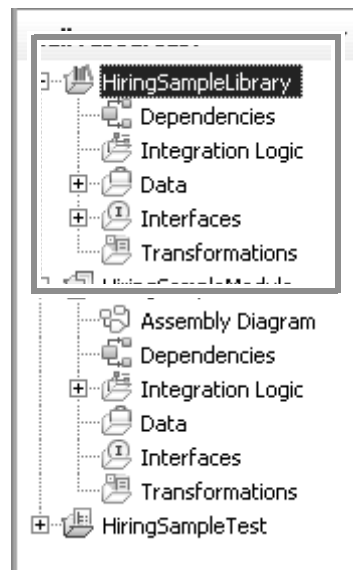 HiringSampleLibrary
Dependencies
Integration Logic
Data
Interfaces
Transformations
Assembly Diagram
Dependencies
Integration Logic
Data
Interfaces
Transformations
HiringSampleTest